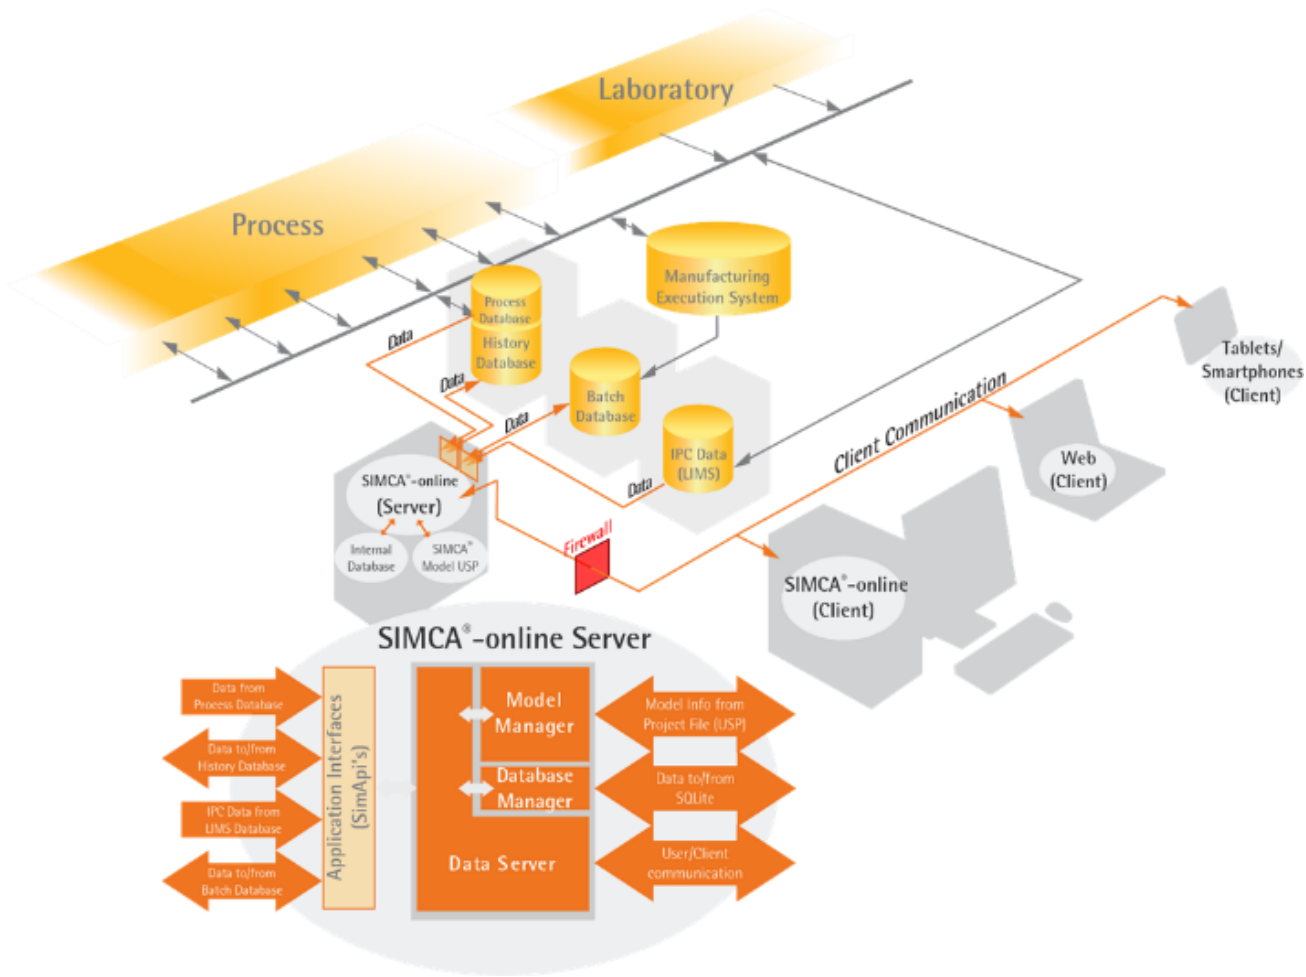 Laboratory
Process
Manufacturing
Execution System
Process
Database
History
Database
Data
Data
Data
Data
Batch
Database
IPC Data
(LIMS)
Tablets/
Smartphones
(Client)
Client Communication
Web
(Client)
SIMCA®-online
(Server)
Internal
Database
SIMCA®
Model USP
Firewall
SIMCA®-online
(Client)
SIMCA®-online Server
Data from
Process Database
Data to/from
History Database
IPC Data from
LIMS Database
Data to/from
Batch Database
Application Interfaces
(SimApi's)
Model
Manager
Database
Manager
Data Server
Model Info from
Project File (USP)
Data to/from
SQLite
User/Client
communication